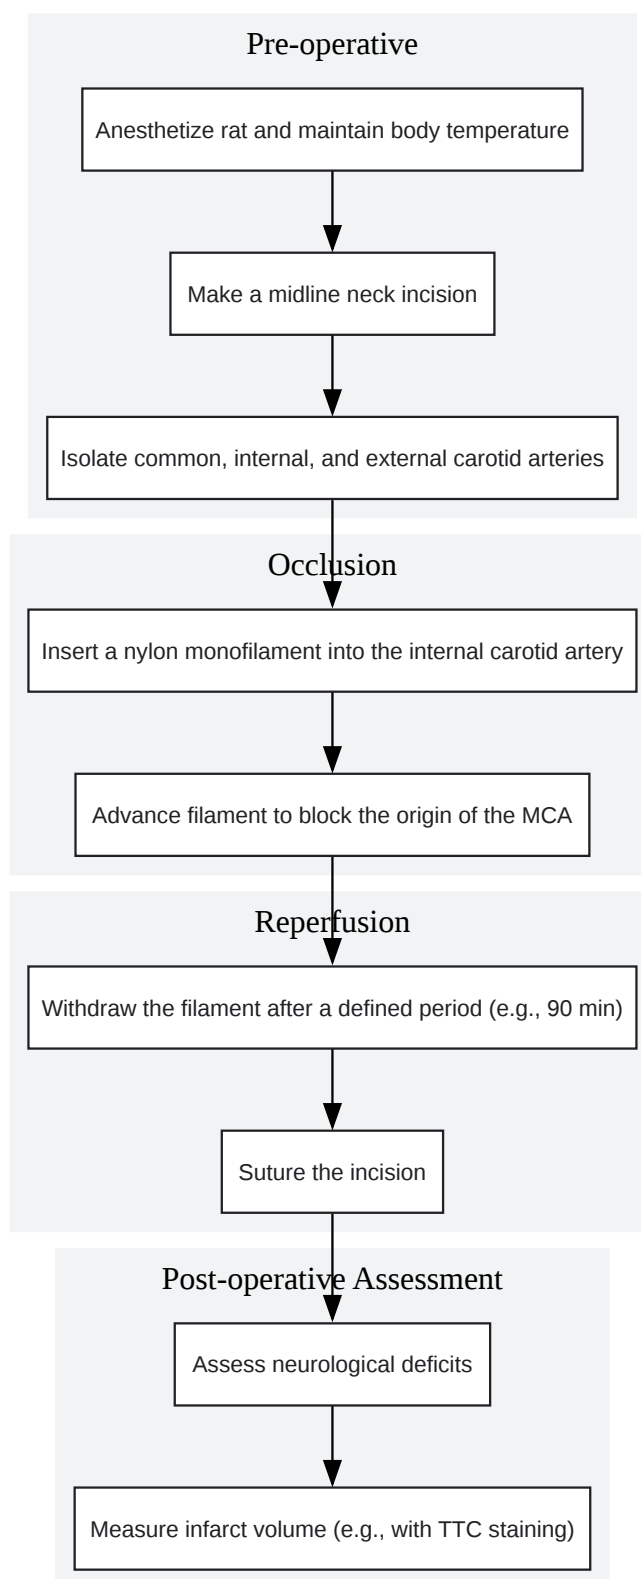 Pre-operative
Anesthetize rat and maintain body temperature
Make a midline neck incision
Isolate common, internal, and external carotid arteries
Occlusion
Insert a nylon monofilament into the internal carotid artery
Advance filament to block the origin of the MCA
Reperfusion
Withdraw the filament after a defined period (e.g., 90 min)
Suture the incision
Post-operative Assessment
Assess neurological deficits
Measure infarct volume (e.g., with TTC staining)